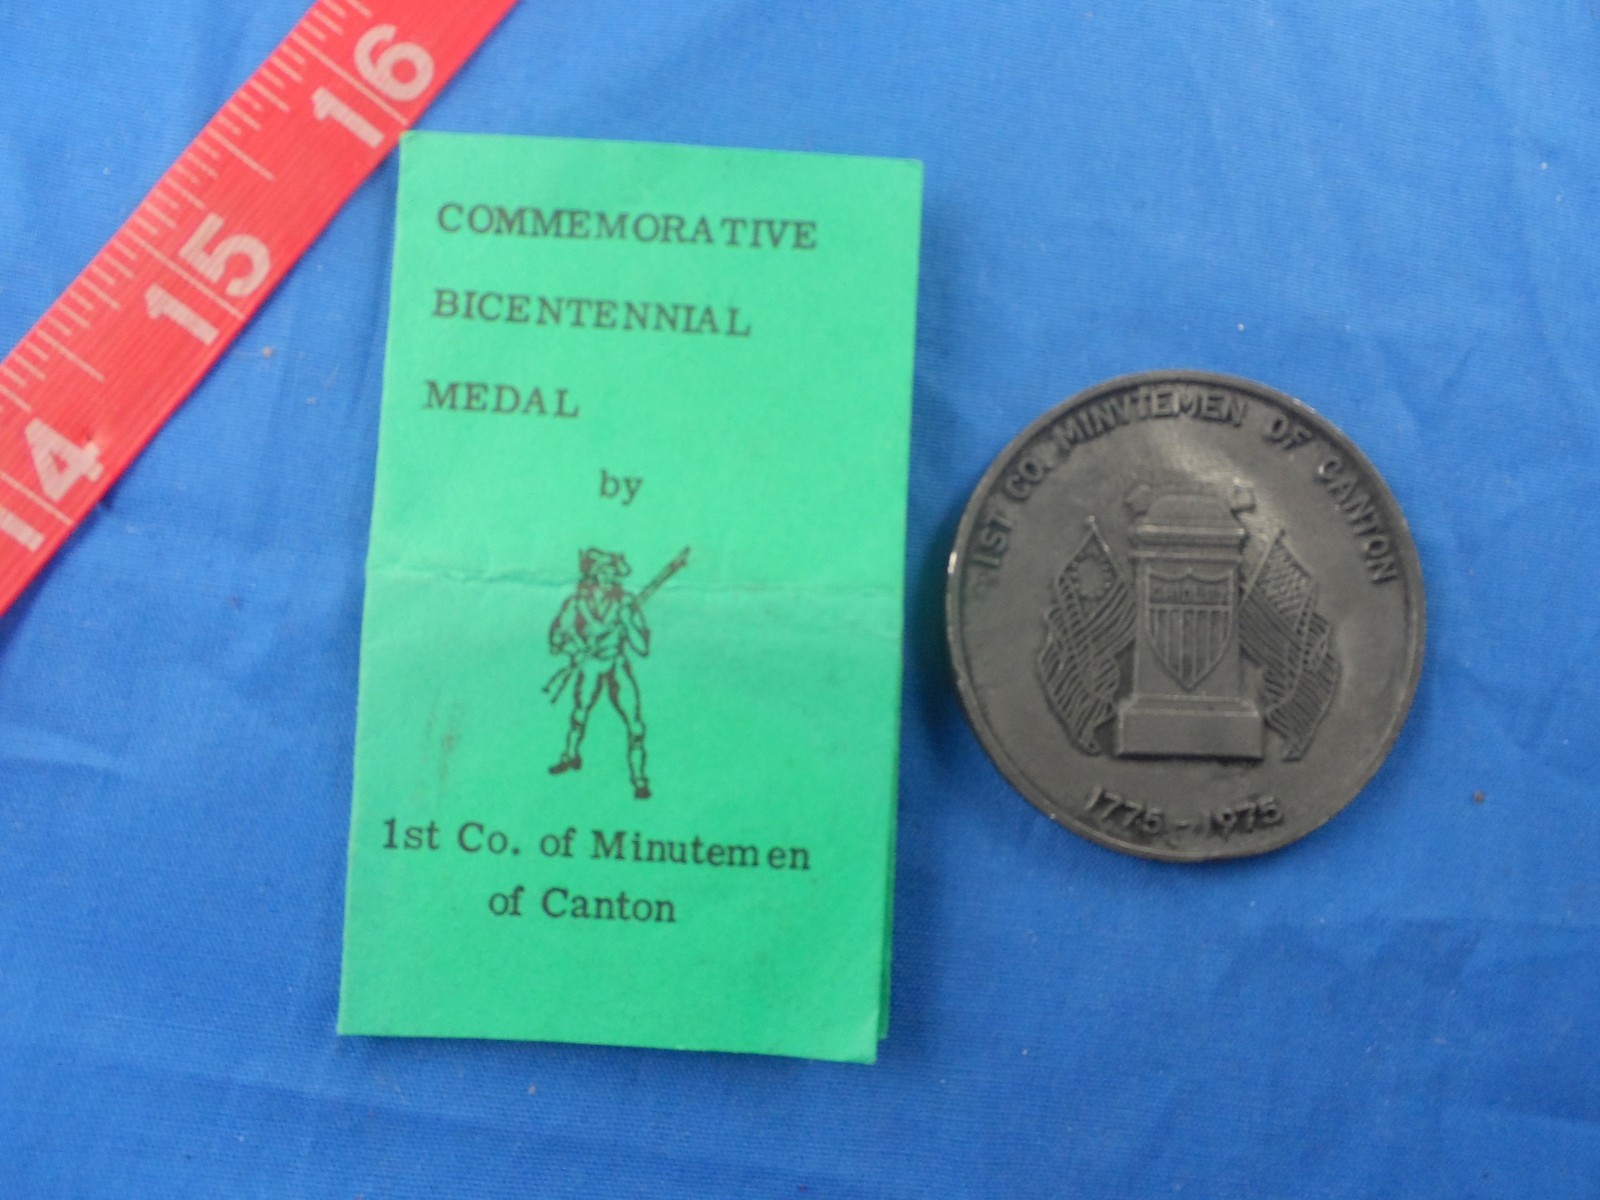 16
15
14
COMMEMORATIVE
BICENTENNIAL
MEDAL
by
1st Co. of Minutemen
of Canton
1ST CO. MINVTEMEN OF CANTON
1775-1975